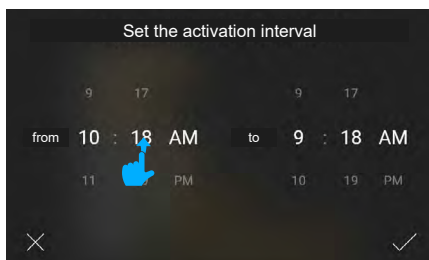 Set the activation interval
9 17 9 17
from 10 : 18 AM to 9 : 18 AM
11 PM 10 19 PM